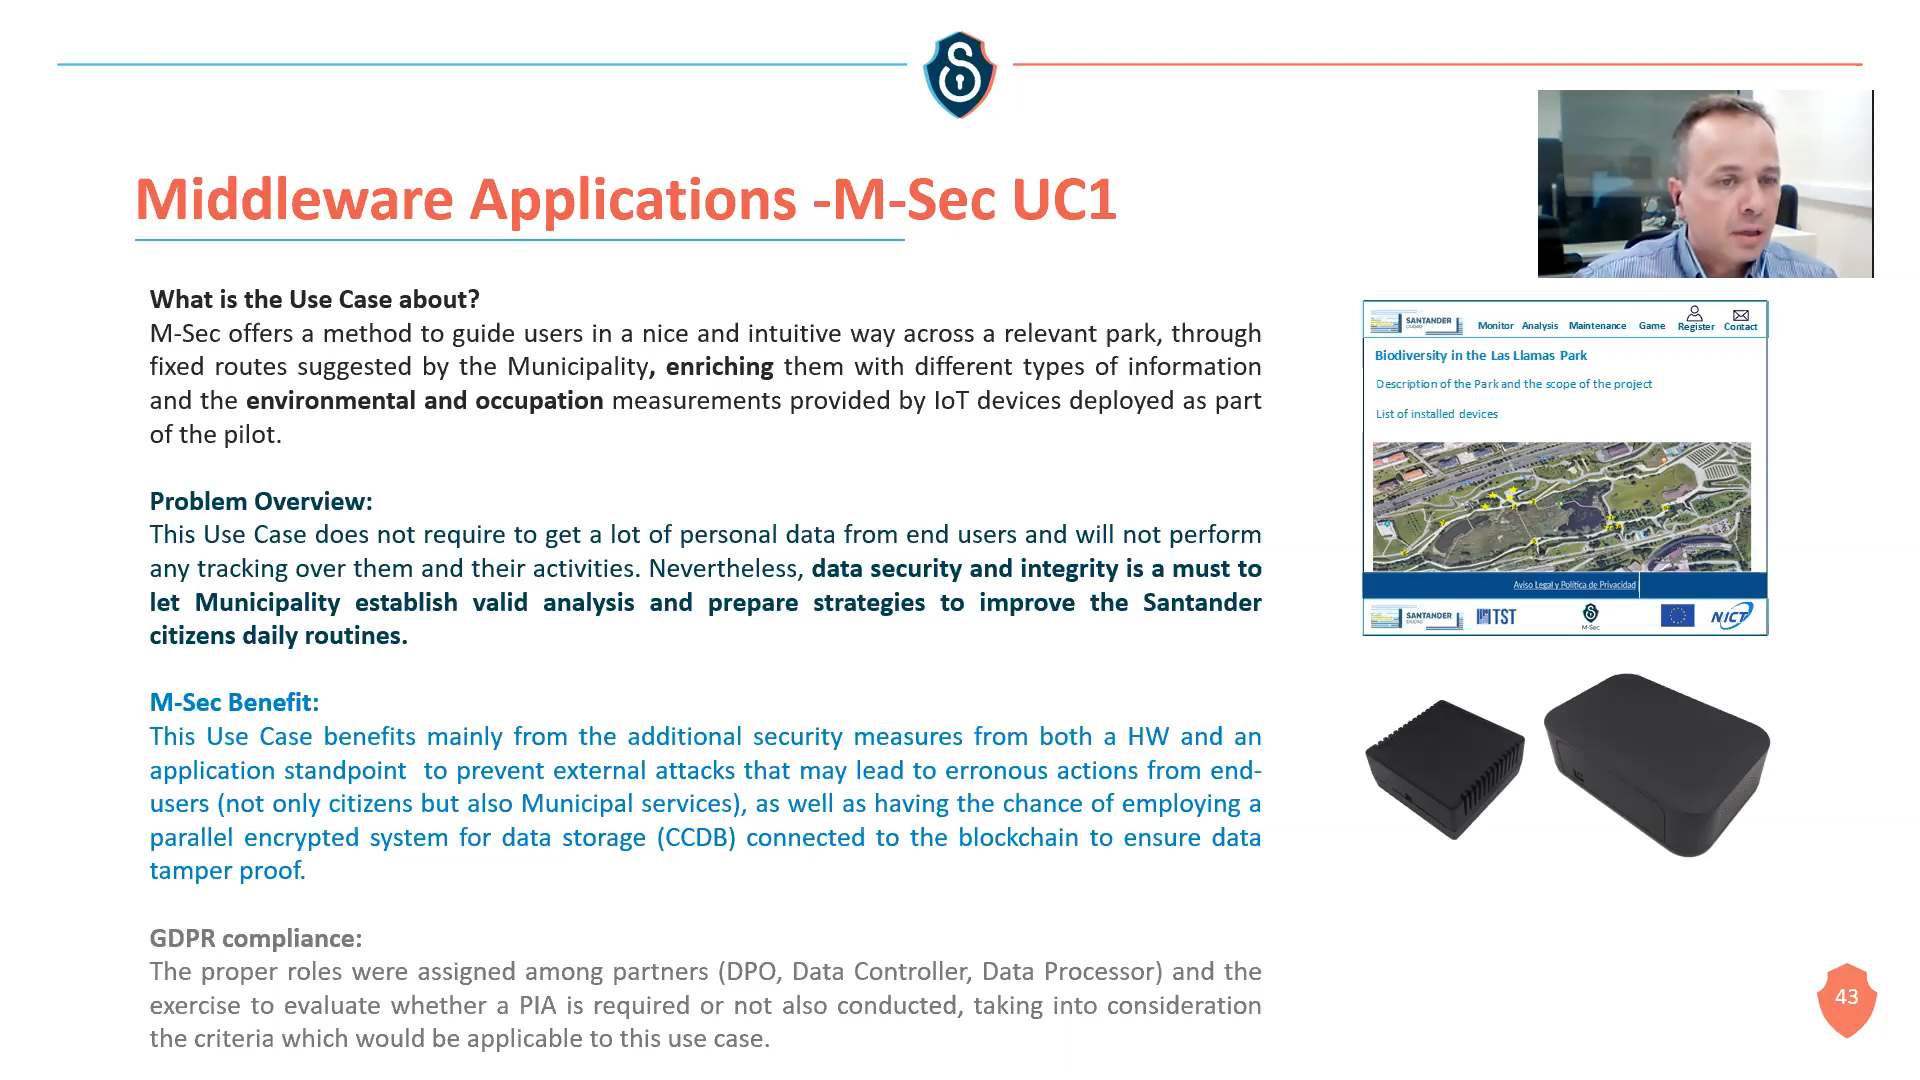 Middleware Applications -M-Sec UC1
What is the Use Case about?
M-Sec offers a method to guide users in a nice and intuitive way across a relevant park, through
fixed routes suggested by the Municipality, enriching them with different types of information
and the environmental and occupation measurements provided by IoT devices deployed as part
of the pilot.
Problem Overview:
This Use Case does not require to get a lot of personal data from end users and will not perform
any tracking over them and their activities. Nevertheless, data security and integrity is a must to
let Municipality establish valid analysis and prepare strategies to improve the Santander
citizens daily routines.
M-Sec Benefit:
This Use Case benefits mainly from the additional security measures from both a HW and an
application standpoint to prevent external attacks that may lead to erronous actions from end-
users (not only citizens but also Municipal services), as well as having the chance of employing a
parallel encrypted system for data storage (CCDB) connected to the blockchain to ensure data
tamper proof.
GDPR compliance:
The proper roles were assigned among partners (DPO, Data Controller, Data Processor) and the
exercise to evaluate whether a PIA is required or not also conducted, taking into consideration
the criteria which would be applicable to this use case.
SANTANDER
CIUDAD
Monitor Analysis Maintenance Game Register Contact
Biodiversity in the Las Llamas Park
Description of the Park and the scope of the project
List of installed devices
Aviso Legal y Política de Privacidad
SANTANDER
CIUDAD
TST
M-Sec
NICT
43